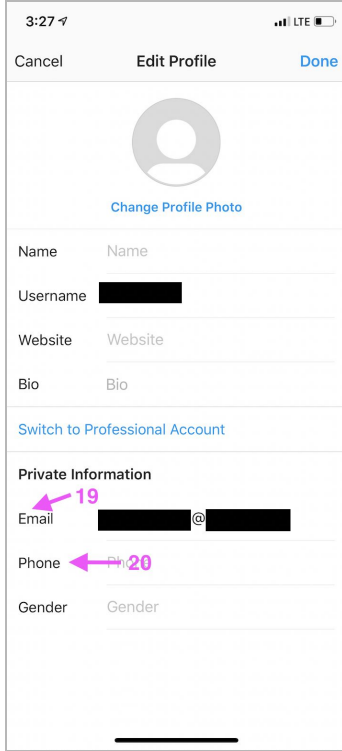 3:27 LTE
Cancel Edit Profile Done
Change Profile Photo
Name Name
Username
Website Website
Bio Bio
Switch to Professional Account
Private Information
19
Email @
Phone 20 Phone
Gender Gender